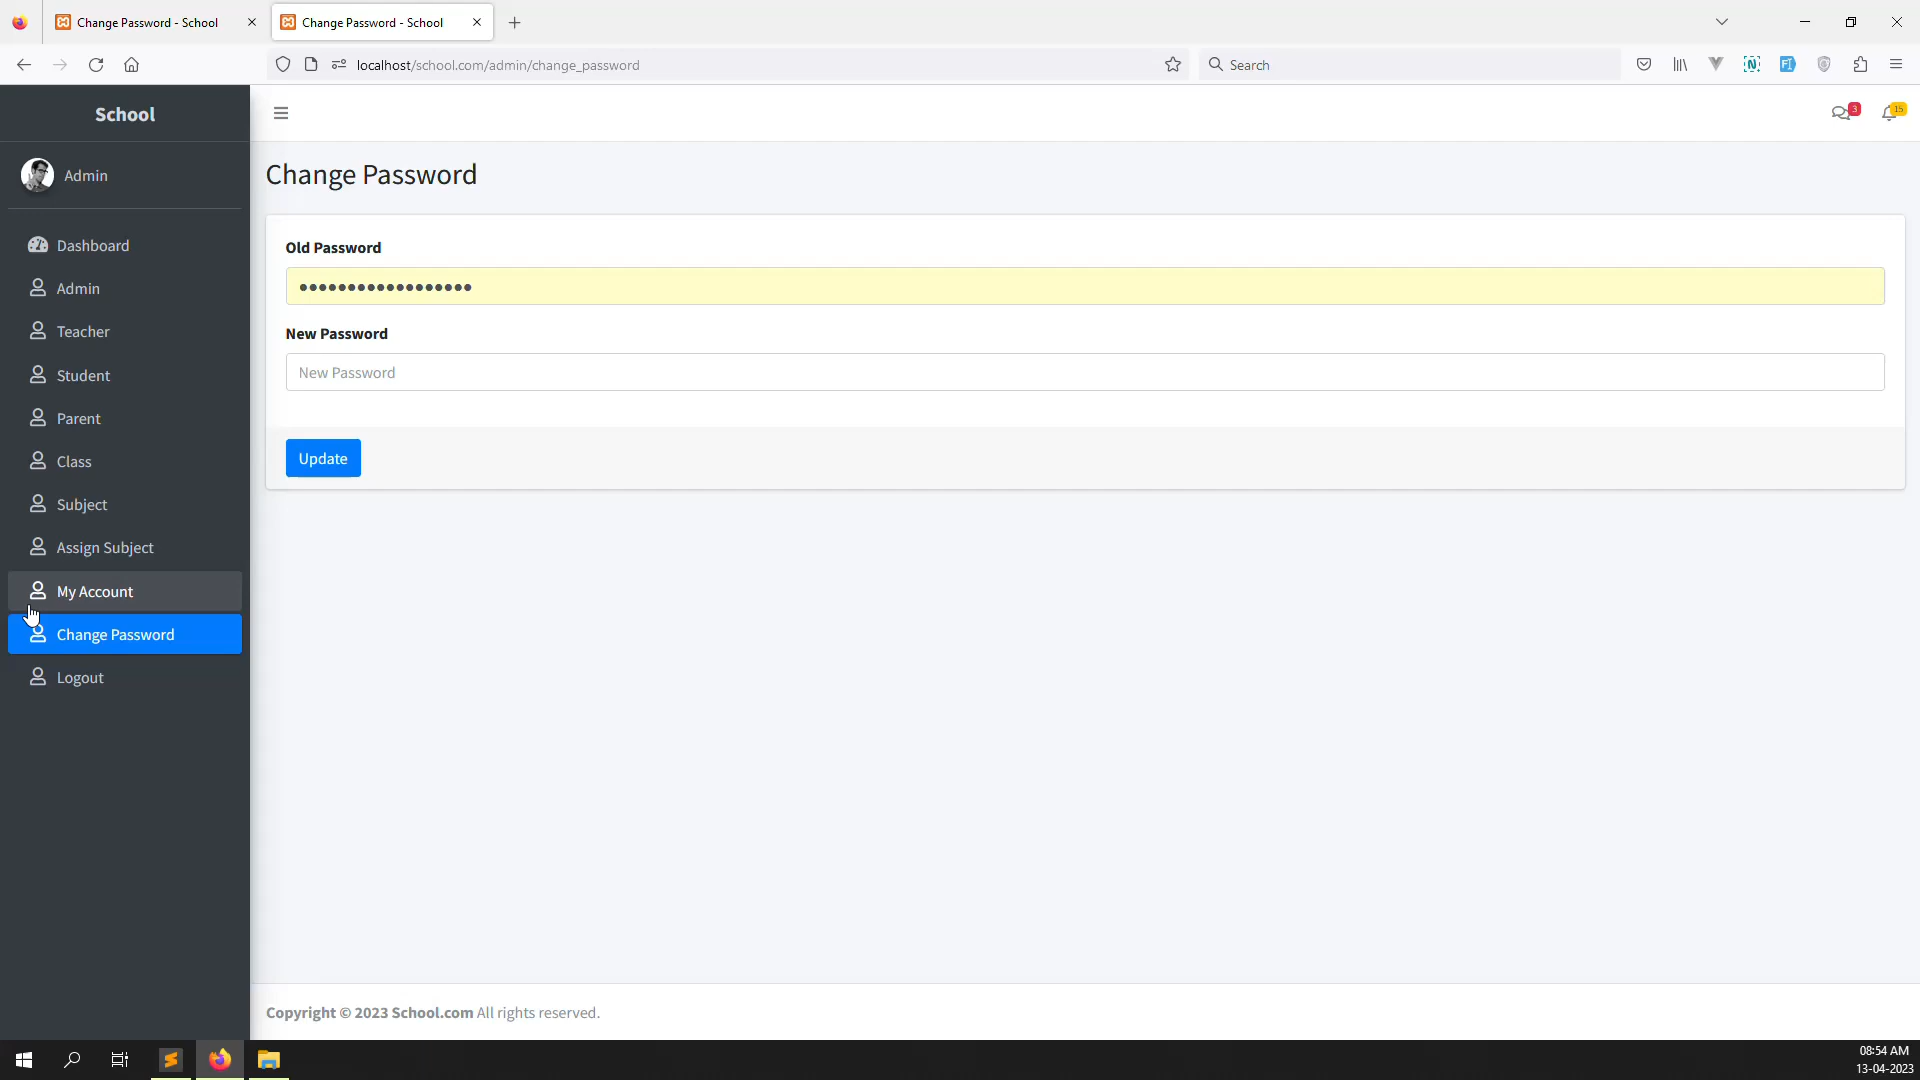 Change Password - School
Change Password - School
localhost/school.com/admin/change_password
Search
School
3
15
Admin
Change Password
Dashboard
Admin
Teacher
Student
Parent
Class
Subject
Assign Subject
My Account
Change Password
Logout
Old Password
••••••••••••••••••
New Password
New Password
Update
Copyright © 2023 School.com All rights reserved.
08:54 AM
13-04-2023